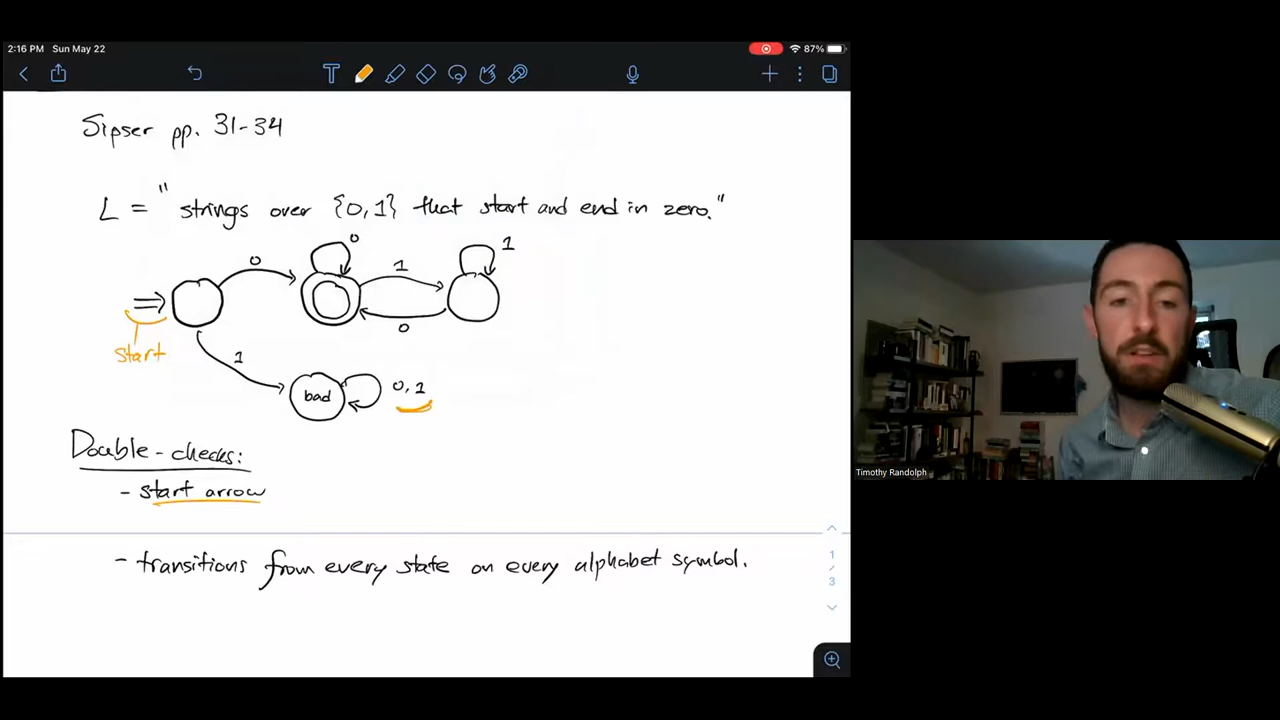 2:16 PM Sun May 22
87%
T
Sipser pp. 31-34
L = " strings over {0,1} that start and end in zero."
0
0
1
1
0
start
1
bad
0,1
Double-checks:
- start arrow
- transitions from every state on every alphabet symbol.
1
/
3
Timothy Randolph